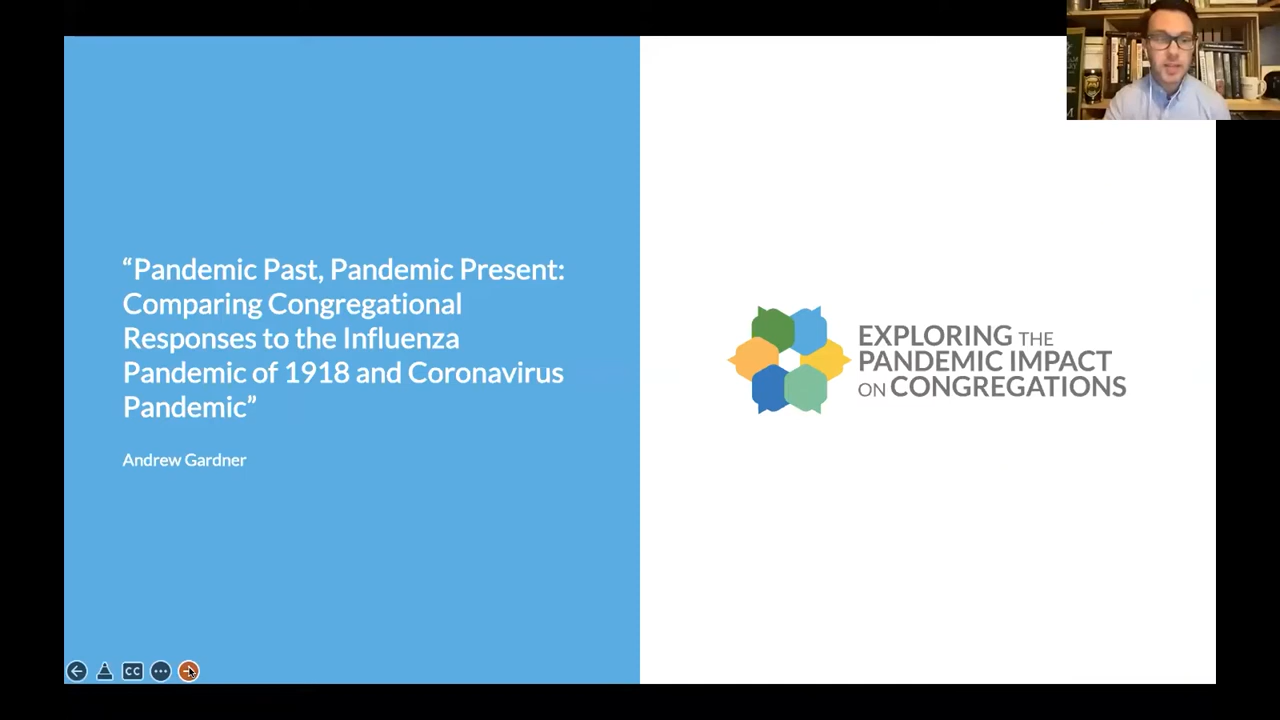 “Pandemic Past, Pandemic Present:
Comparing Congregational
Responses to the Influenza
Pandemic of 1918 and Coronavirus
Pandemic”
Andrew Gardner
EXPLORING THE
PANDEMIC IMPACT
ON CONGREGATIONS
CC